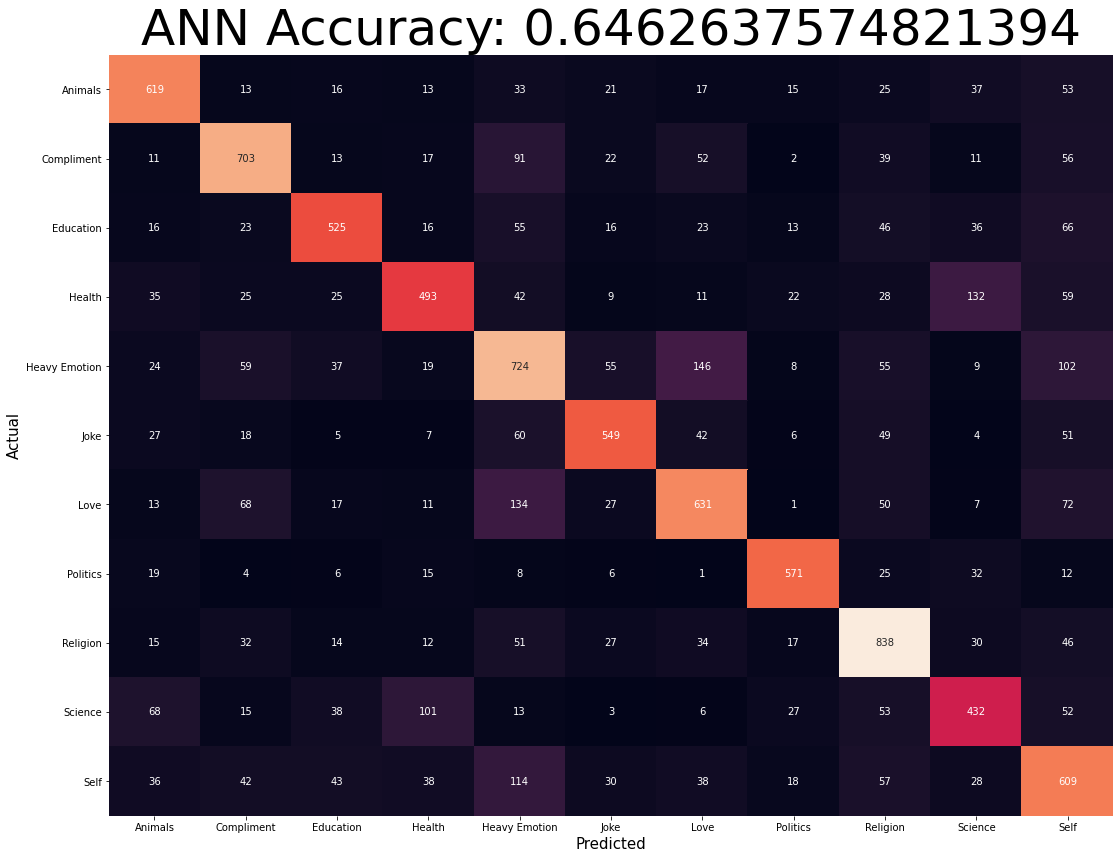 ANN Accuracy: 0.6462637574821394
Animals 619 13 16 13 33 21 17 15 25 37 53
Compliment 11 703 13 17 91 22 52 2 39 11 56
Education 16 23 525 16 55 16 23 13 46 36 66
Health 35 25 25 493 42 9 11 22 28 132 59
Heavy Emotion 24 59 37 19 724 55 146 8 55 9 102
Actual
Joke 27 18 5 7 60 549 42 6 49 4 51
Love 13 68 17 11 134 27 631 1 50 7 72
Politics 19 4 6 15 8 6 1 571 25 32 12
Religion 15 32 14 12 51 27 34 17 838 30 46
Science 68 15 38 101 13 3 6 27 53 432 52
Self 36 42 43 38 114 30 38 18 57 28 609
Animals Compliment Education Health Heavy Emotion Joke Love Politics Religion Science Self
Predicted